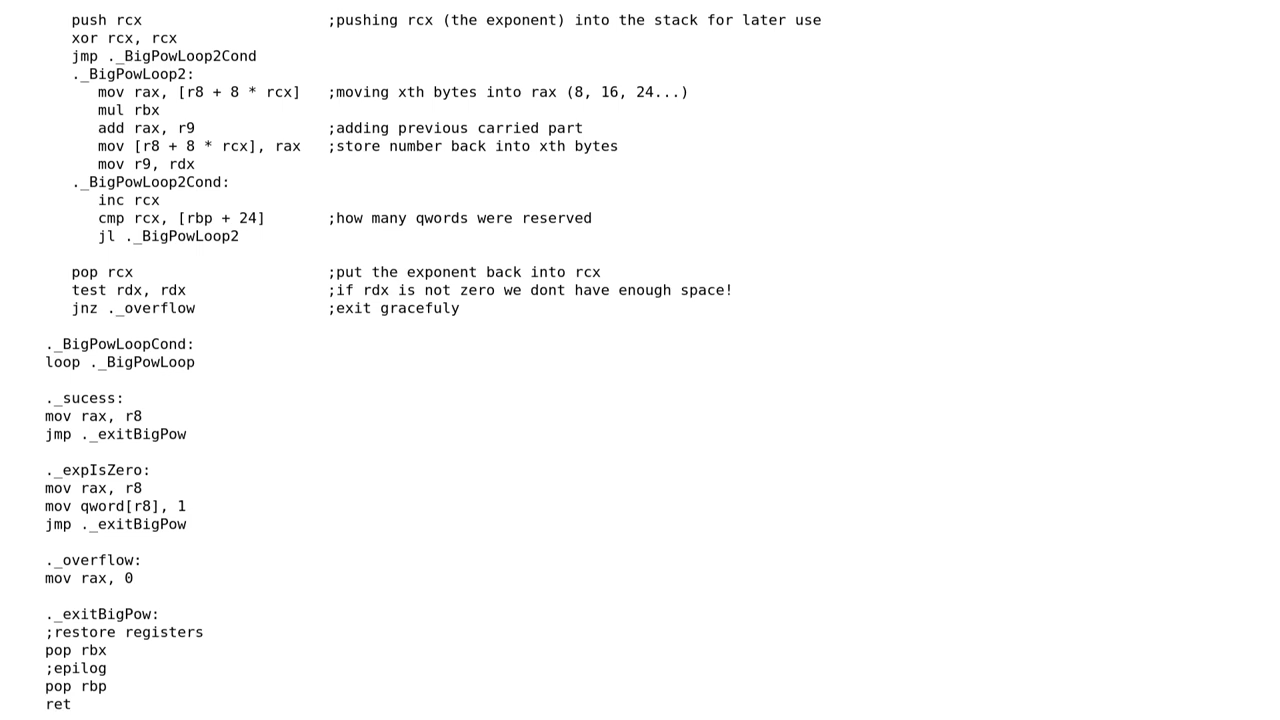 push rcx ;pushing rcx (the exponent) into the stack for later use
xor rcx, rcx
jmp ._BigPowLoop2Cond
._BigPowLoop2:
mov rax, [r8 + 8 * rcx] ;moving xth bytes into rax (8, 16, 24...)
mul rbx
add rax, r9 ;adding previous carried part
mov [r8 + 8 * rcx], rax ;store number back into xth bytes
mov r9, rdx
._BigPowLoop2Cond:
inc rcx
cmp rcx, [rbp + 24] ;how many qwords were reserved
jl ._BigPowLoop2
pop rcx ;put the exponent back into rcx
test rdx, rdx ;if rdx is not zero we dont have enough space!
jnz ._overflow ;exit gracefuly
._BigPowLoopCond:
loop ._BigPowLoop
._sucess:
mov rax, r8
jmp ._exitBigPow
._expIsZero:
mov rax, r8
mov qword[r8], 1
jmp ._exitBigPow
._overflow:
mov rax, 0
._exitBigPow:
;restore registers
pop rbx
;epilog
pop rbp
ret